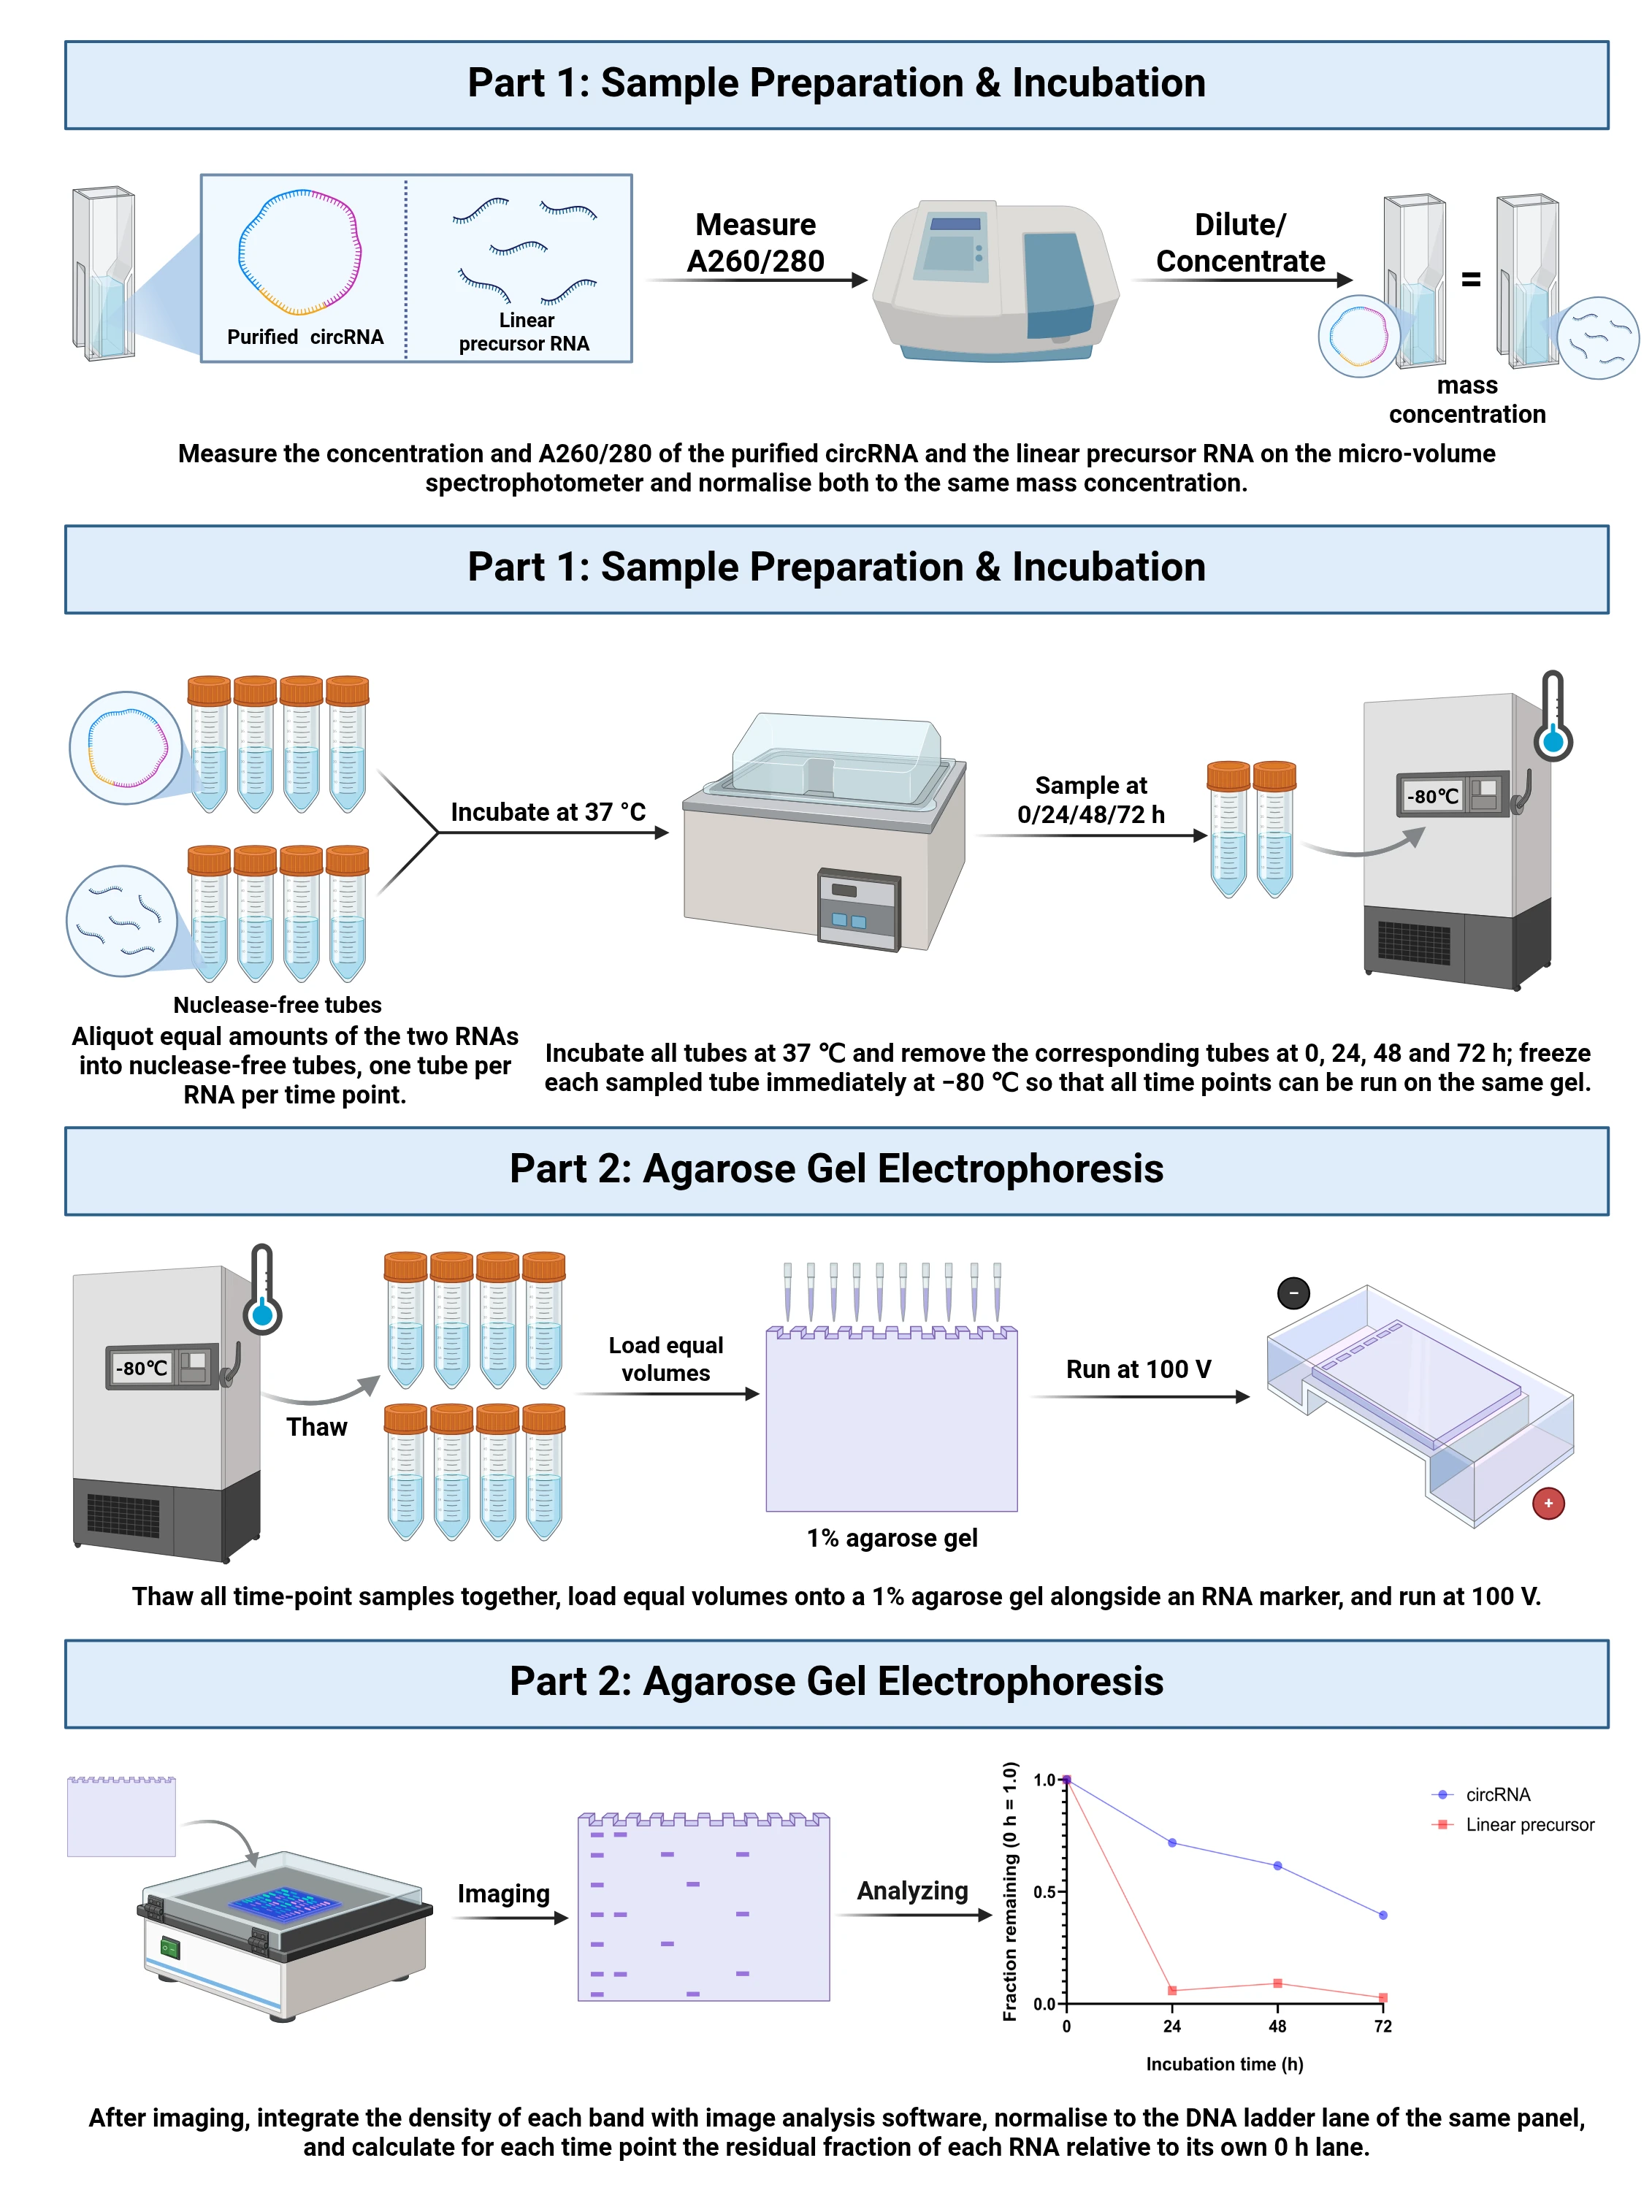 Part 1: Sample Preparation & Incubation
Purified circRNA
Linear
precursor RNA
Measure
A260/280
Dilute/
Concentrate
=
mass
concentration
Measure the concentration and A260/280 of the purified circRNA and the linear precursor RNA on the micro-volume
spectrophotometer and normalise both to the same mass concentration.
Part 1: Sample Preparation & Incubation
Incubate at 37 °C
Sample at
0/24/48/72 h
-80℃
Nuclease-free tubes
Aliquot equal amounts of the two RNAs
into nuclease-free tubes, one tube per
RNA per time point.
Incubate all tubes at 37 ℃ and remove the corresponding tubes at 0, 24, 48 and 72 h; freeze
each sampled tube immediately at −80 ℃ so that all time points can be run on the same gel.
Part 2: Agarose Gel Electrophoresis
-80℃
Thaw
Load equal
volumes
1% agarose gel
Run at 100 V
−
+
Thaw all time-point samples together, load equal volumes onto a 1% agarose gel alongside an RNA marker, and run at 100 V.
Part 2: Agarose Gel Electrophoresis
Imaging
Analyzing
Fraction remaining (0 h = 1.0)
1.0
0.5
0.0
0
24
48
72
Incubation time (h)
circRNA
Linear precursor
After imaging, integrate the density of each band with image analysis software, normalise to the DNA ladder lane of the same panel,
and calculate for each time point the residual fraction of each RNA relative to its own 0 h lane.